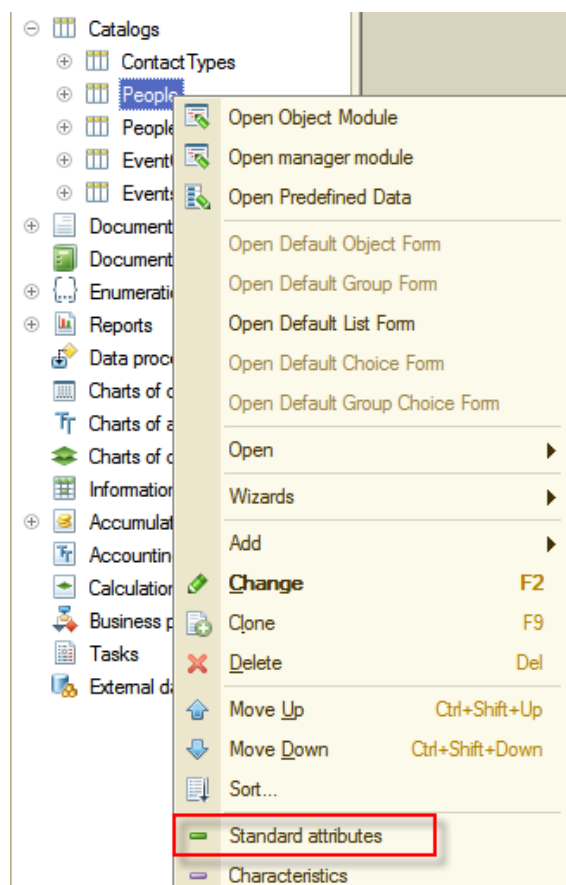 Catalogs
ContactTypes
People
People
Event
Events
Document
Document
Enumerati
Reports
Data proc
Charts of
Charts of a
Charts of
Information
Accumulat
Accountin
Calculation
Business p
Tasks
External d
Open Object Module
Open manager module
Open Predefined Data
Open Default Object Form
Open Default Group Form
Open Default List Form
Open Default Choice Form
Open Default Group Choice Form
Open
Wizards
Add
Change F2
Clone F9
Delete Del
Move Up Ctrl+Shift+Up
Move Down Ctrl+Shift+Down
Sort...
Standard attributes
Characteristics